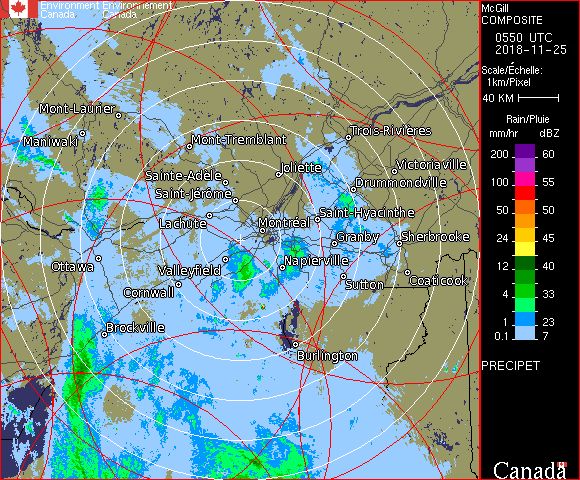 Environment Environnement
Canada Canada
McGill
COMPOSITE
0550 UTC
2018-11-25
Scale/Échelle:
1km/Pixel
40 KM
Rain/Pluie
mm/hr dBZ
200 60
100 55
50 50
24 45
12 40
4 33
1 23
0.1 7
PRECIPET
Canada
Mont-Laurier
Maniwaki
Mont-Tremblant
Trois-Rivières
Joliette
Victoriaville
Sainte-Adèle
Drummondville
Saint-Jérôme
Lachute
Saint-Hyacinthe
Montréal
Granby
Sherbrooke
Ottawa
Valleyfield
Napierville
Cornwall
Sutton
Coaticook
Brockville
Burlington